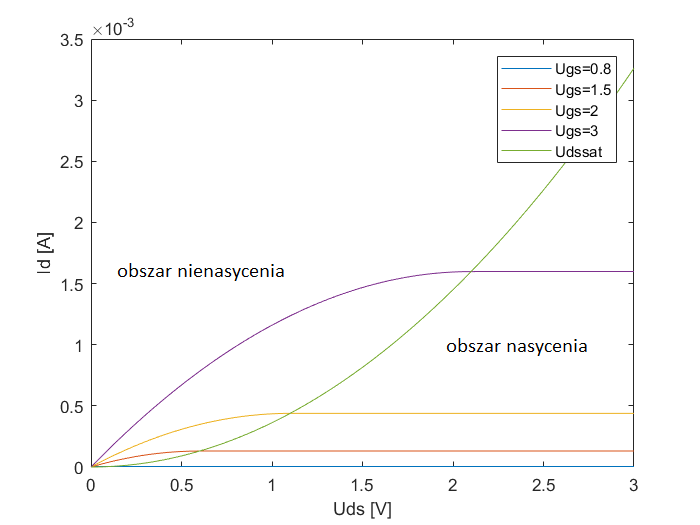 ×10-3
3.5
3
2.5
2
1.5
1
0.5
0
Id [A]
Ugs=0.8
Ugs=1.5
Ugs=2
Ugs=3
Udssat
obszar nienasycenia
obszar nasycenia
0 0.5 1 1.5 2 2.5 3
Uds [V]